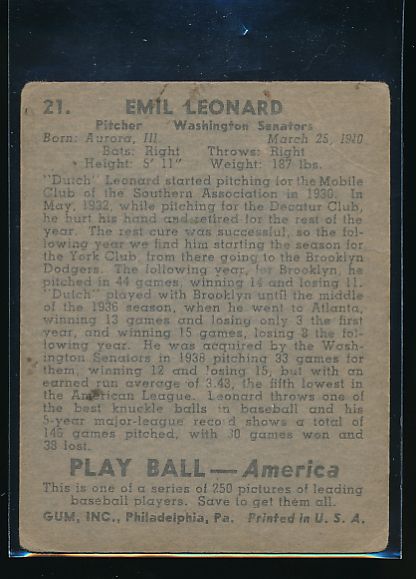 21. EMIL LEONARD
Pitcher Washington Senators
Born: Aurora, Ill. March 25, 1910
Bats: Right Throws: Right
Height: 5' 11" Weight: 187 lbs.
"Dutch" Leonard started pitching for the Mobile
Club of the Southern Association in 1930. In
May, 1932, while pitching for the Decatur Club,
he hurt his hand and retired for the rest of the
year. The rest cure was successful, so the fol-
lowing year we find him starting the season for
the York Club, from there going to the Brooklyn
Dodgers. The following year, for Brooklyn, he
pitched in 44 games, winning 14 and losing 11.
"Dutch" played with Brooklyn until the middle
of the 1936 season, when he went to Atlanta,
winning 13 games and losing only 3 the first
year, and winning 15 games, losing 8 the fol-
lowing year. He was acquired by the Wash-
ington Senators in 1938 pitching 33 games for
them, winning 12 and losing 15, but with an
earned run average of 3.43, the fifth lowest in
the American League. Leonard throws one
of the best knuckle balls in baseball and his
5-year major-league record shows a total of
146 games pitched, with 30 games won and
38 lost.
PLAY BALL — America
This is one of a series of 250 pictures of leading
baseball players. Save to get them all.
GUM, INC., Philadelphia, Pa. Printed in U. S. A.